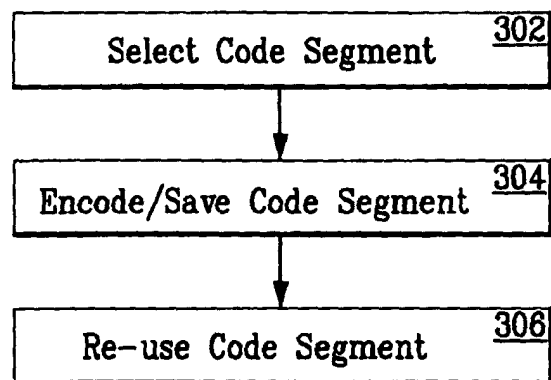 302
Select Code Segment
304
Encode/Save Code Segment
306
Re-use Code Segment